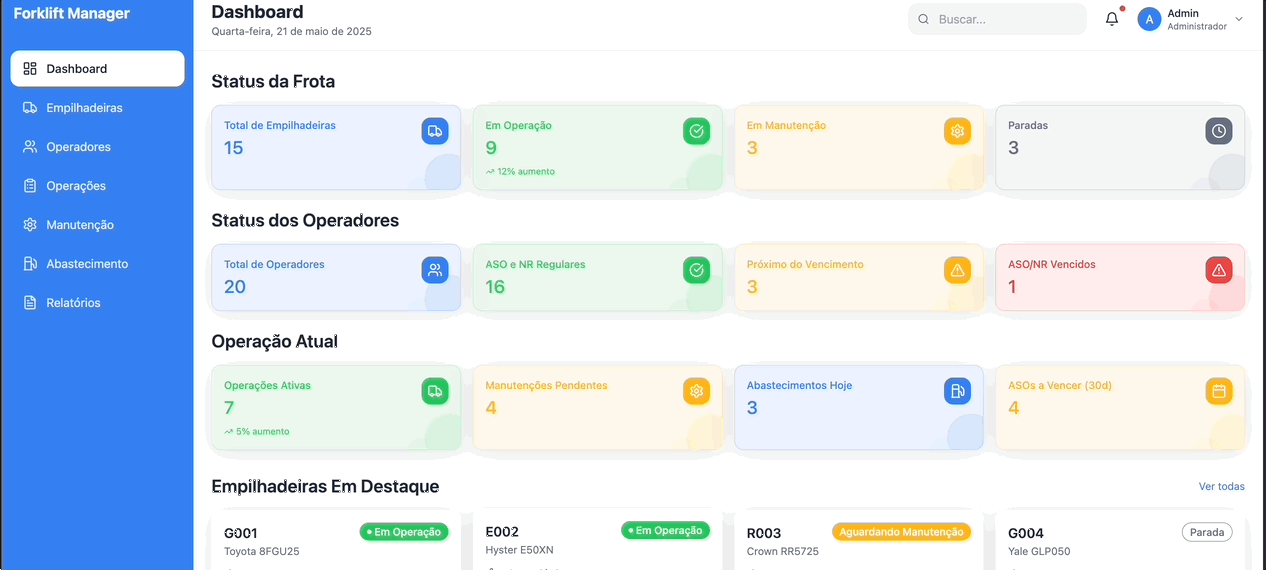 Forklift Manager
Dashboard
Empilhadeiras
Operadores
Operações
Manutenção
Abastecimento
Relatórios
Dashboard
Quarta-feira, 21 de maio de 2025
Buscar...
A
Admin
Administrador
Status da Frota
Total de Empilhadeiras
15
Em Operação
9
12% aumento
Em Manutenção
3
Paradas
3
Status dos Operadores
Total de Operadores
20
ASO e NR Regulares
16
Próximo do Vencimento
3
ASO/NR Vencidos
1
Operação Atual
Operações Ativas
7
5% aumento
Manutenções Pendentes
4
Abastecimentos Hoje
3
ASOs a Vencer (30d)
4
Empilhadeiras Em Destaque
Ver todas
G001
Em Operação
Toyota 8FGU25
E002
Em Operação
Hyster E50XN
R003
Aguardando Manutenção
Crown RR5725
G004
Parada
Yale GLP050